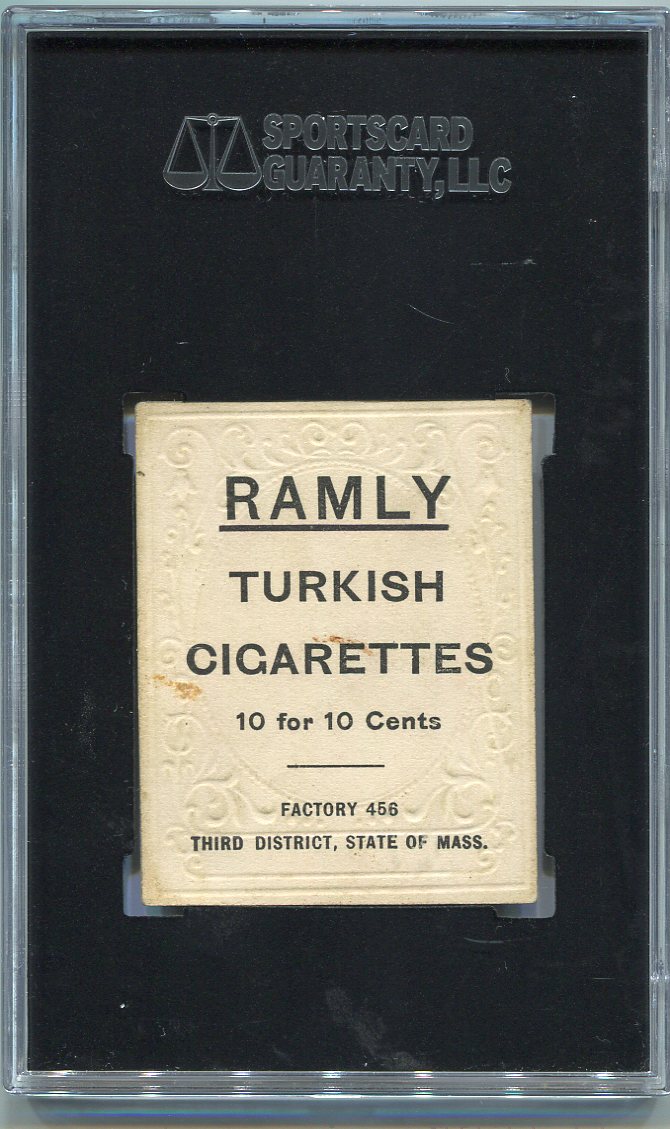 SPORTSCARD
GUARANTY, LLC
RAMLY
TURKISH
CIGARETTES
10 for 10 Cents
FACTORY 456
THIRD DISTRICT, STATE OF MASS.